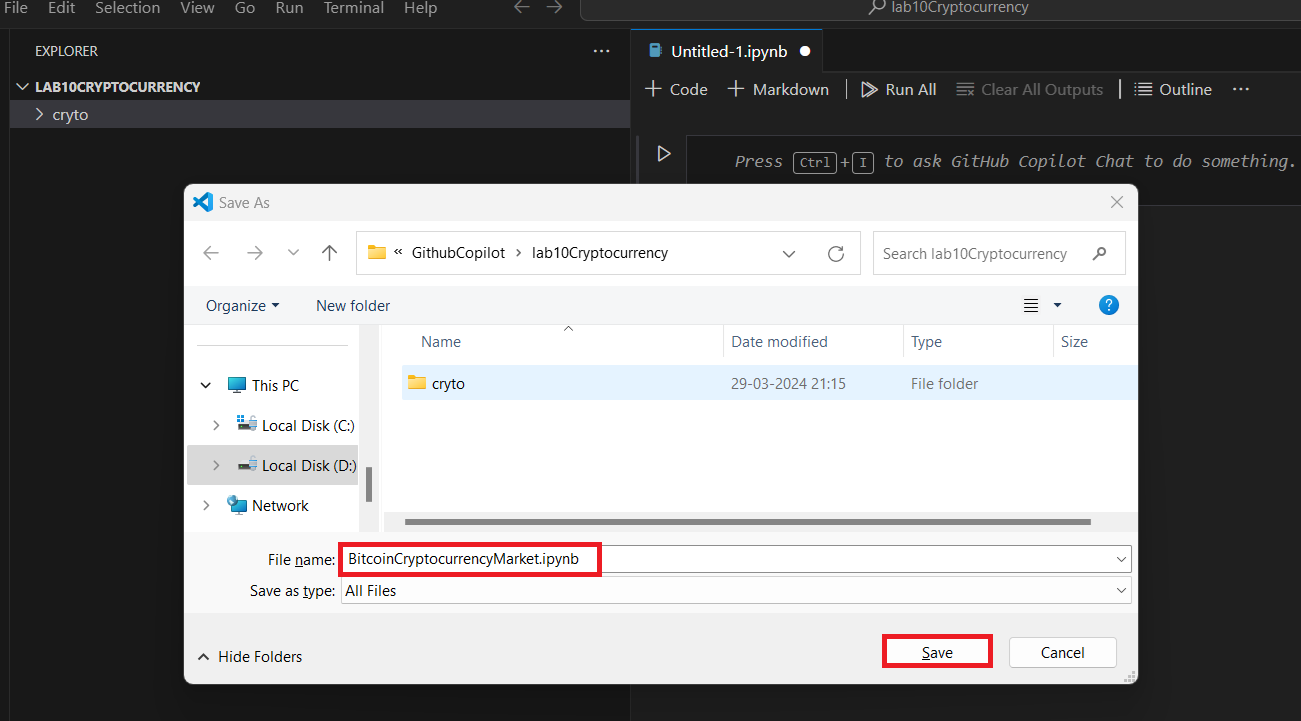 File Edit Selection View Go Run Terminal Help lab10Cryptocurrency
EXPLORER ...
LAB10CRYPTOCURRENCY
cryto
Untitled-1.ipynb
+ Code + Markdown Run All Clear All Outputs Outline ...
Press Ctrl+I to ask GitHub Copilot Chat to do something.
Save As
« GithubCopilot › lab10Cryptocurrency
Search lab10Cryptocurrency
Organize New folder ?
Name Date modified Type Size
cryto 29-03-2024 21:15 File folder
This PC
Local Disk (C:)
Local Disk (D:)
Network
File name: BitcoinCryptocurrencyMarket.ipynb
Save as type: All Files
Hide Folders Save Cancel